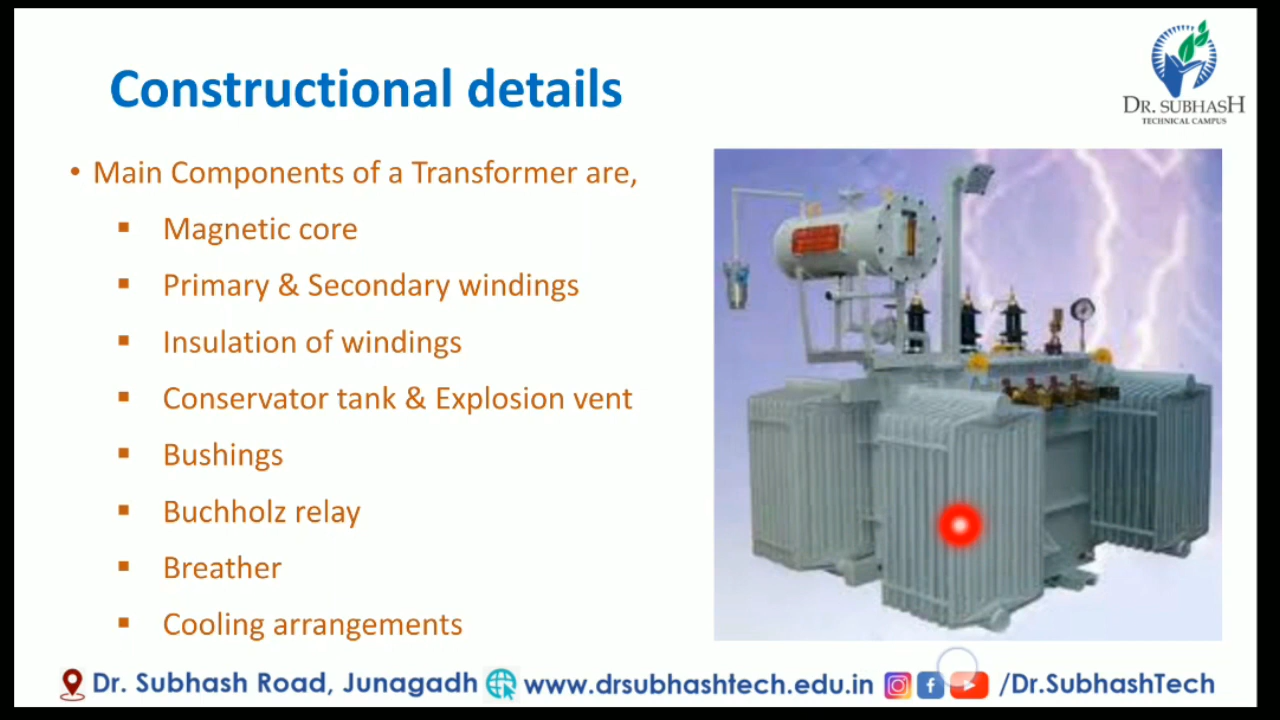 Constructional details
DR. SUBHASH
TECHNICAL CAMPUS
• Main Components of a Transformer are,
▪ Magnetic core
▪ Primary & Secondary windings
▪ Insulation of windings
▪ Conservator tank & Explosion vent
▪ Bushings
▪ Buchholz relay
▪ Breather
▪ Cooling arrangements
Dr. Subhash Road, Junagadh www.drsubhashtech.edu.in /Dr.SubhashTech